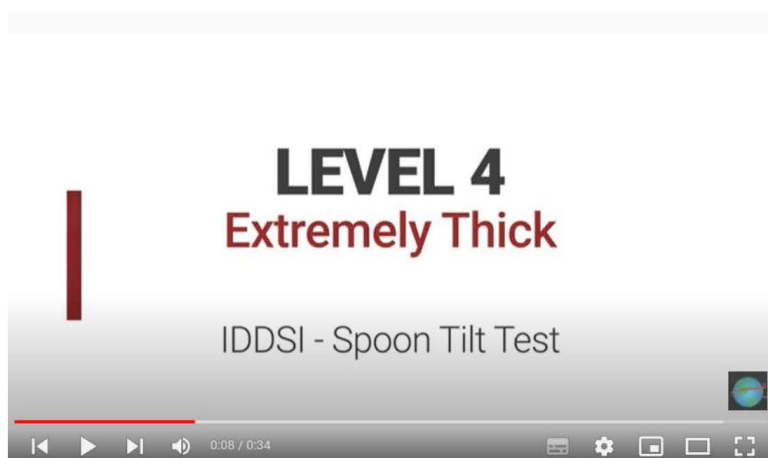 LEVEL 4
Extremely Thick
IDDSI - Spoon Tilt Test
0:08 / 0:34